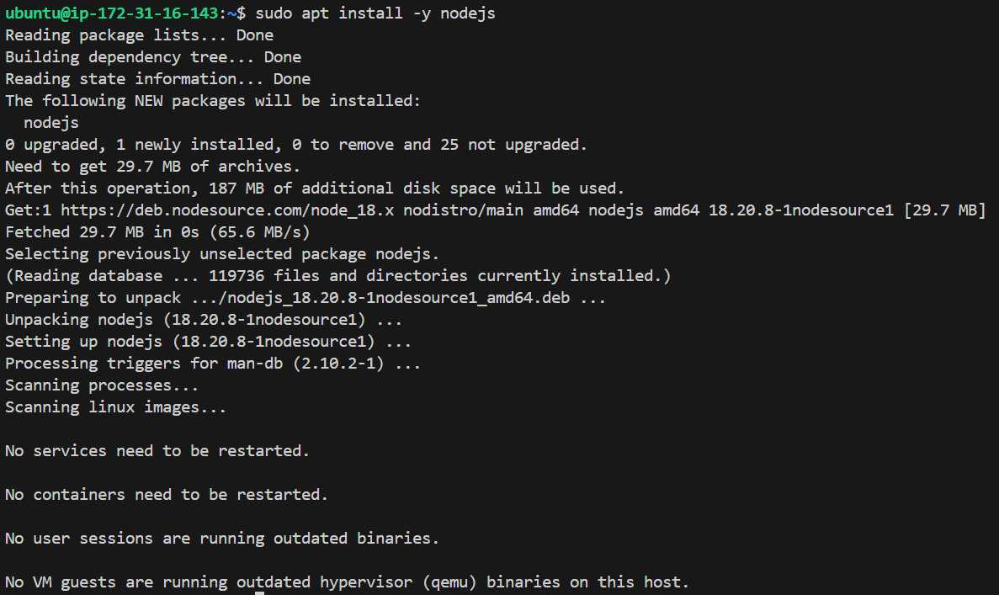 ubuntu@ip-172-31-16-143:~$ sudo apt install -y nodejs
Reading package lists... Done
Building dependency tree... Done
Reading state information... Done
The following NEW packages will be installed:
  nodejs
0 upgraded, 1 newly installed, 0 to remove and 25 not upgraded.
Need to get 29.7 MB of archives.
After this operation, 187 MB of additional disk space will be used.
Get:1 https://deb.nodesource.com/node_18.x nodistro/main amd64 nodejs amd64 18.20.8-1nodesource1 [29.7 MB]
Fetched 29.7 MB in 0s (65.6 MB/s)
Selecting previously unselected package nodejs.
(Reading database ... 119736 files and directories currently installed.)
Preparing to unpack .../nodejs_18.20.8-1nodesource1_amd64.deb ...
Unpacking nodejs (18.20.8-1nodesource1) ...
Setting up nodejs (18.20.8-1nodesource1) ...
Processing triggers for man-db (2.10.2-1) ...
Scanning processes...
Scanning linux images...

No services need to be restarted.

No containers need to be restarted.

No user sessions are running outdated binaries.

No VM guests are running outdated hypervisor (qemu) binaries on this host.